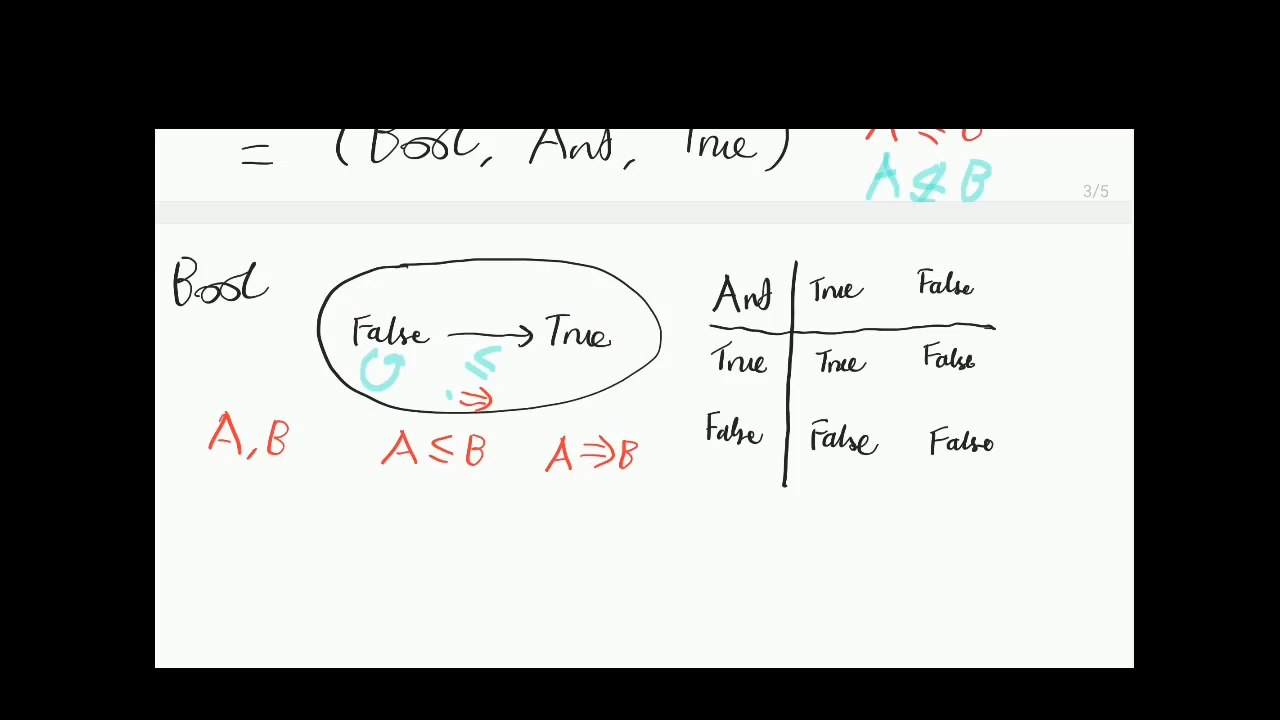 = (Bool, And, True) A ≤ B
A ≰ B
3/5
Bool
False → True
≤
⇒
A, B A ≤ B A ⇒ B
And True False
True True False
False False False